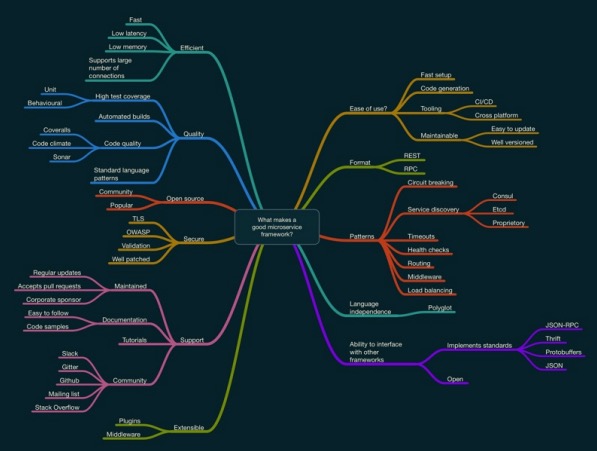 Fast
Low latency
Low memory
Supports large
number of
connections
Efficient
Unit
Behavioural
High test coverage
Automated builds
Coveralls
Code climate
Sonar
Code quality
Standard language
patterns
Quality
Community
Popular
Open source
TLS
OWASP
Validation
Well patched
Secure
Regular updates
Accepts pull requests
Corporate sponsor
Maintained
Easy to follow
Code samples
Documentation
Tutorials
Support
Slack
Gitter
Github
Mailing list
Stack Overflow
Community
Plugins
Middleware
Extensible
What makes a
good microservice
framework?
Ease of use?
Fast setup
Code generation
Tooling
CI/CD
Cross platform
Maintainable
Easy to update
Well versioned
Format
REST
RPC
Patterns
Circuit breaking
Service discovery
Consul
Etcd
Proprietory
Timeouts
Health checks
Routing
Middleware
Load balancing
Language
independence
Polyglot
Ability to interface
with other
frameworks
Implements standards
JSON-RPC
Thrift
Protobuffers
JSON
Open